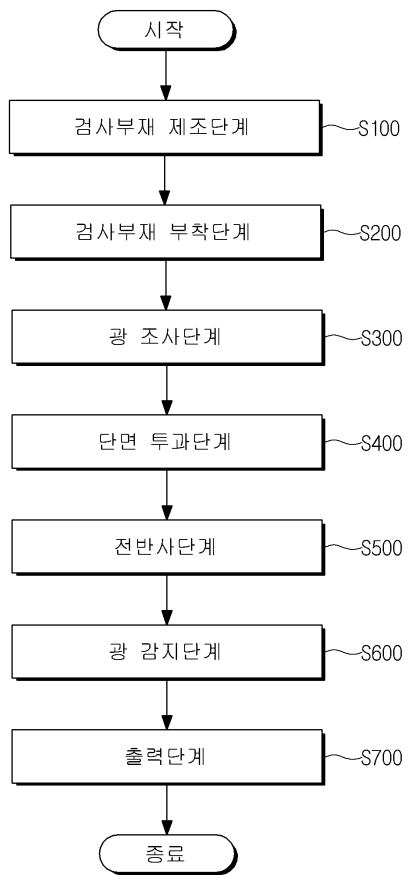 시작
검사부재 제조단계 S100
검사부재 부착단계 S200
광 조사단계 S300
단면 투과단계 S400
전반사단계 S500
광 감지단계 S600
출력단계 S700
종료